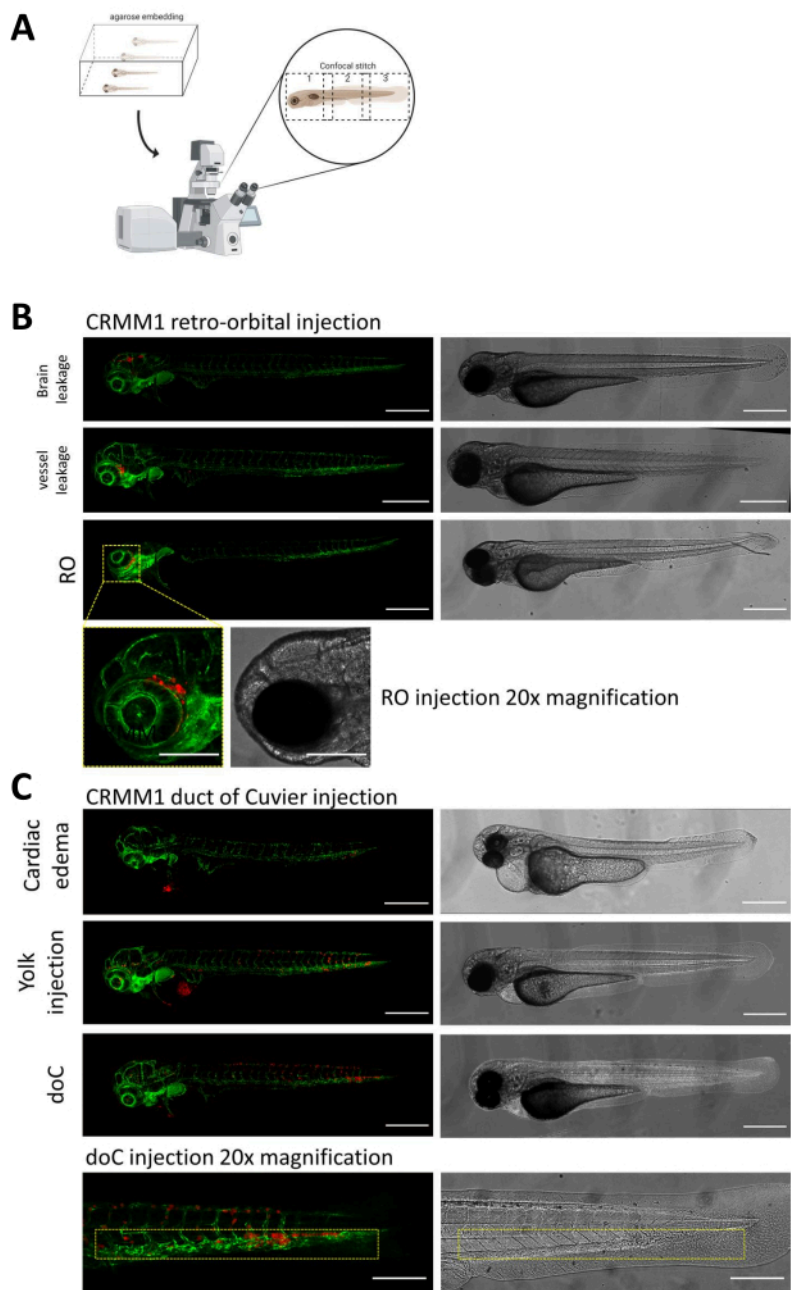 A
agarose embedding
Confocal stitch
1 2 3
B
CRMM1 retro-orbital injection
Brain
leakage
vessel
leakage
RO
RO injection 20x magnification
C
CRMM1 duct of Cuvier injection
Cardiac
edema
Yolk
injection
doC
doC injection 20x magnification